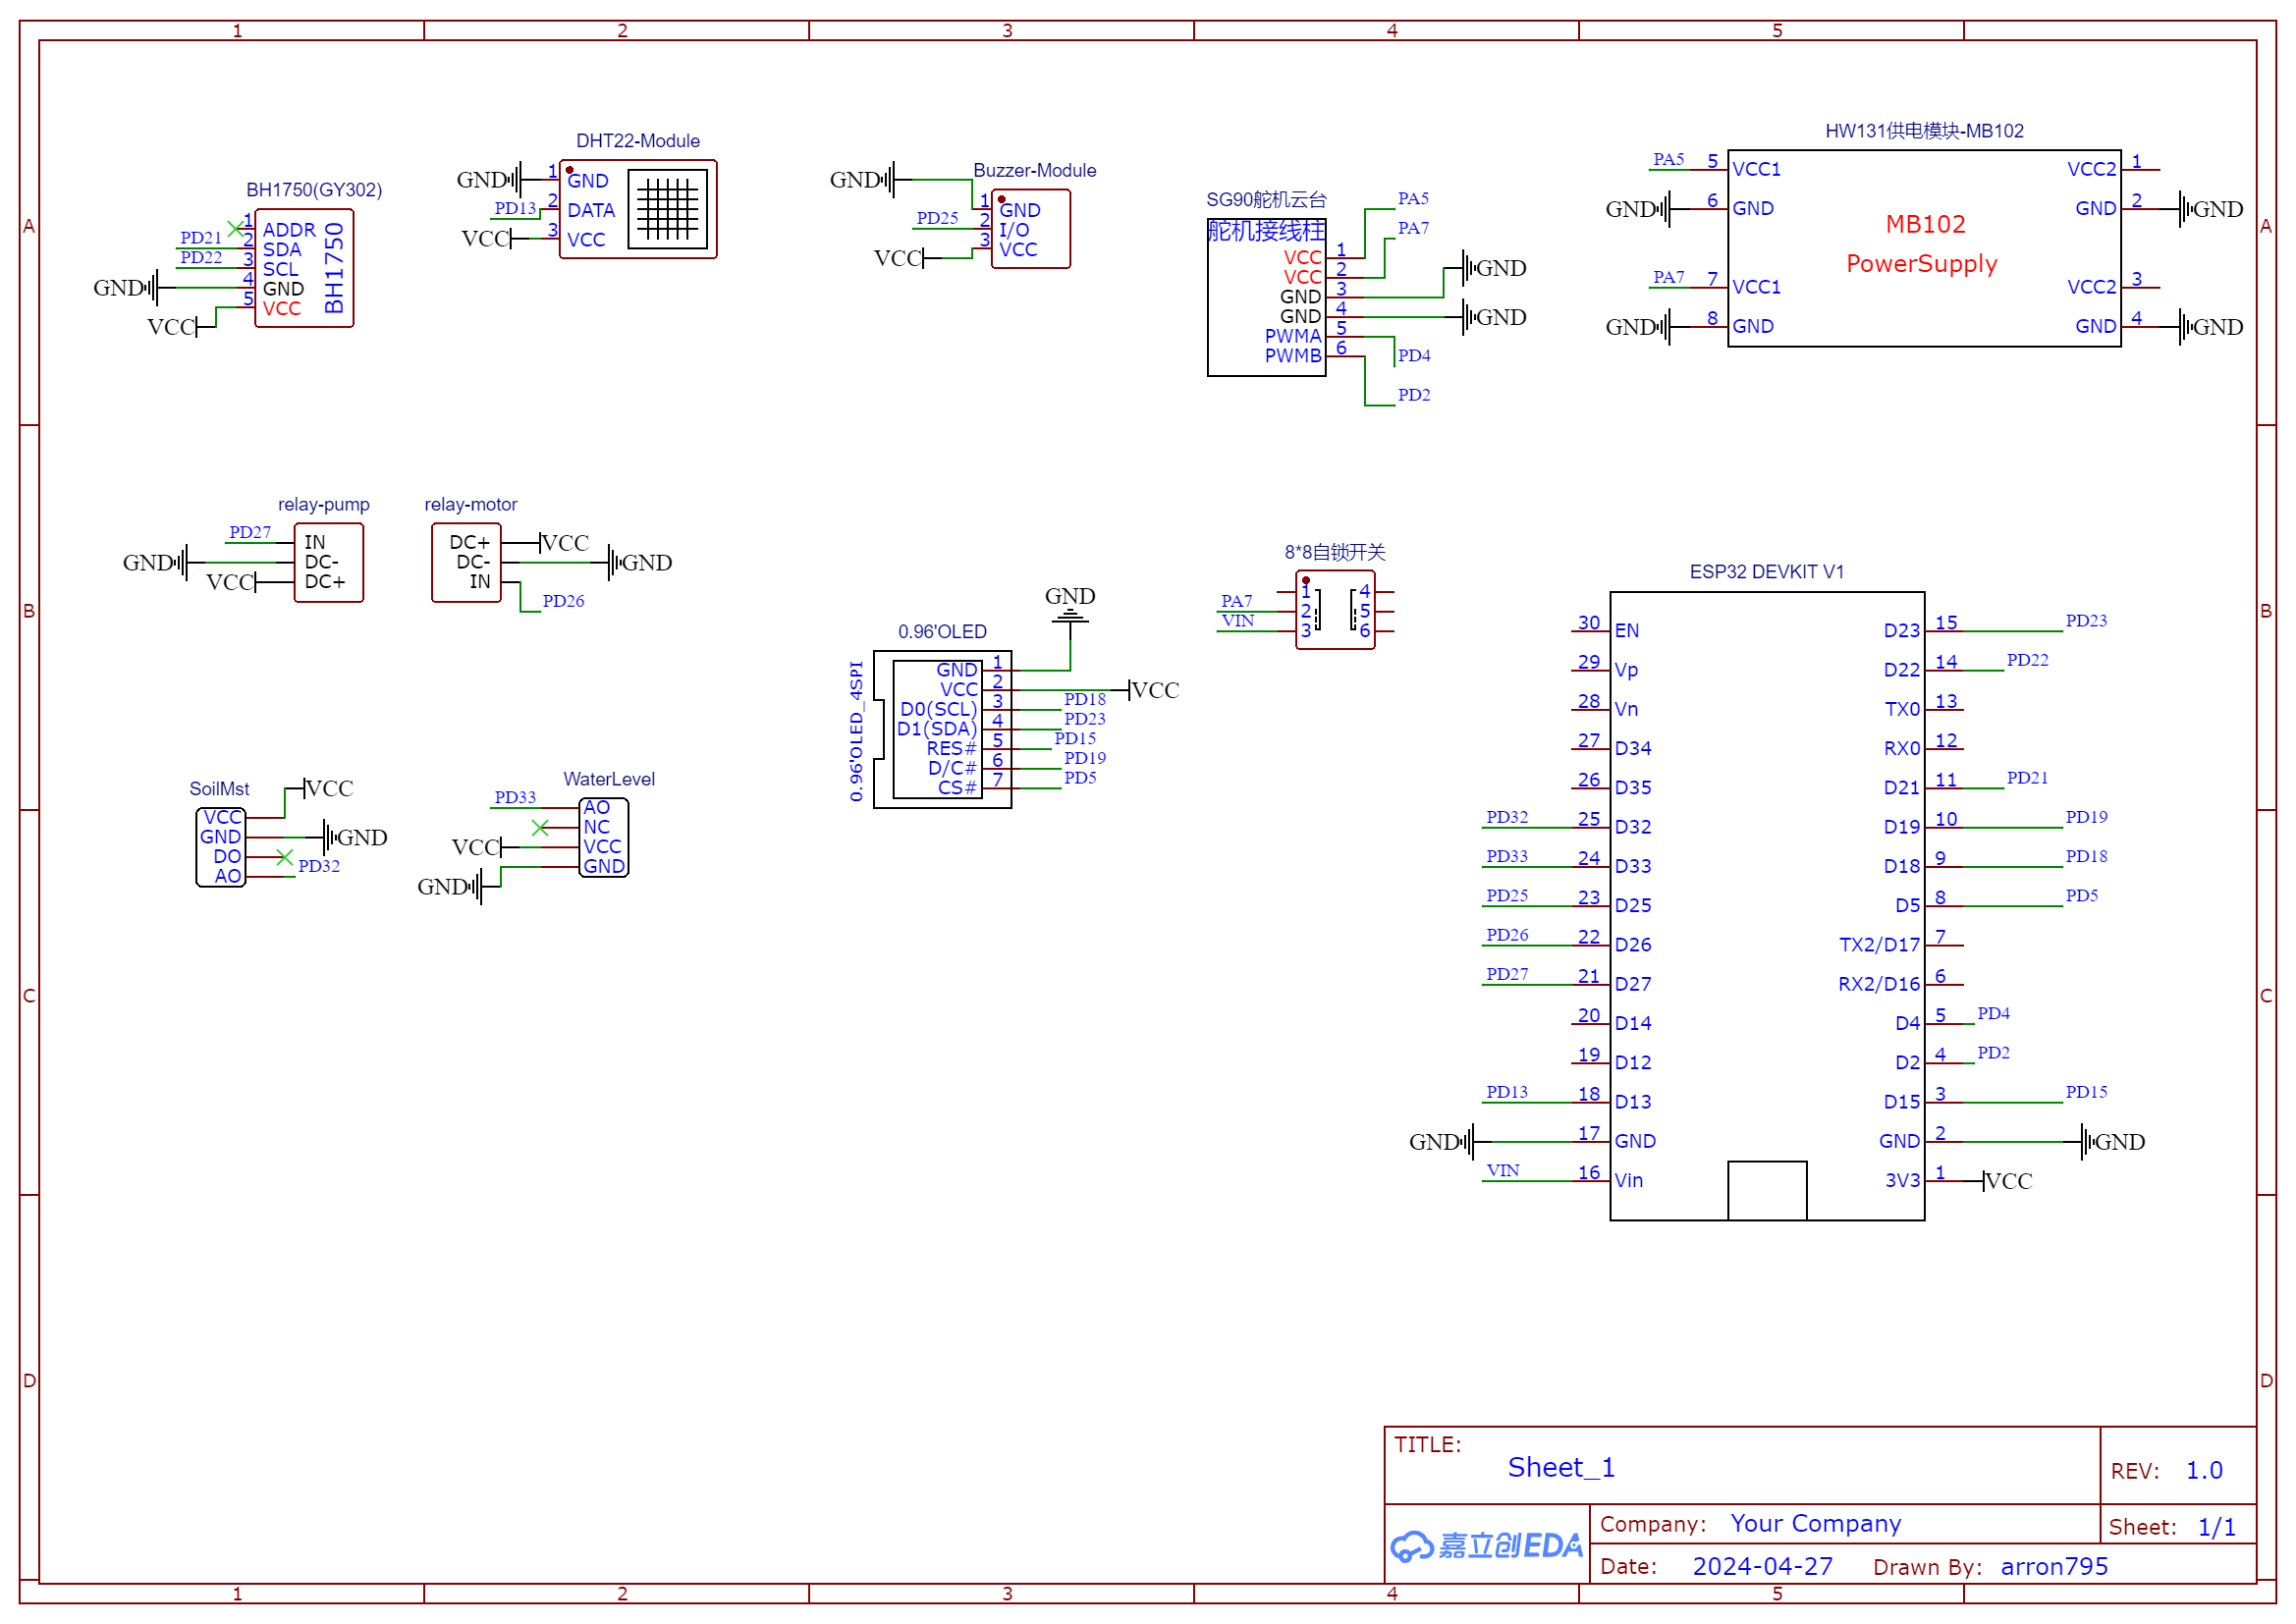 1 2 3 4 5
A
B
C
D
A
B
C
D
BH1750(GY302)
1 ADDR
PD21 2 SDA
PD22 3 SCL
GND 4 GND
VCC 5 VCC
BH1750
DHT22-Module
GND 1 GND
PD13 2 DATA
VCC 3 VCC
Buzzer-Module
GND 1 GND
PD25 2 I/O
VCC 3 VCC
SG90舵机云台
舵机接线柱
VCC 1 PA5
VCC 2 PA7
GND 3 GND
GND 4 GND
PWMA 5 PD4
PWMB 6 PD2
HW131供电模块-MB102
PA5 5 VCC1 VCC2 1
GND 6 GND GND 2 GND
MB102
PowerSupply
PA7 7 VCC1 VCC2 3
GND 8 GND GND 4 GND
relay-pump
PD27 IN
GND DC-
VCC DC+
relay-motor
DC+ VCC
DC- GND
IN PD26
0.96'OLED
0.96'OLED_4SPI
GND 1 GND
VCC 2 VCC
D0(SCL) 3 PD18
D1(SDA) 4 PD23
RES# 5 PD15
D/C# 6 PD19
CS# 7 PD5
8*8自锁开关
1 4
PA7 2 5
VIN 3 6
SoilMst
VCC VCC
GND GND
DO
AO PD32
WaterLevel
PD33 AO
NC
VCC VCC
GND GND
ESP32 DEVKIT V1
30 EN D23 15 PD23
29 Vp D22 14 PD22
28 Vn TX0 13
27 D34 RX0 12
26 D35 D21 11 PD21
PD32 25 D32 D19 10 PD19
PD33 24 D33 D18 9 PD18
PD25 23 D25 D5 8 PD5
PD26 22 D26 TX2/D17 7
PD27 21 D27 RX2/D16 6
20 D14 D4 5 PD4
19 D12 D2 4 PD2
PD13 18 D13 D15 3 PD15
GND 17 GND GND 2 GND
VIN 16 Vin 3V3 1 VCC
TITLE:
Sheet_1
REV: 1.0
嘉立创EDA
Company: Your Company
Sheet: 1/1
Date: 2024-04-27 Drawn By: arron795
1 2 3 4 5